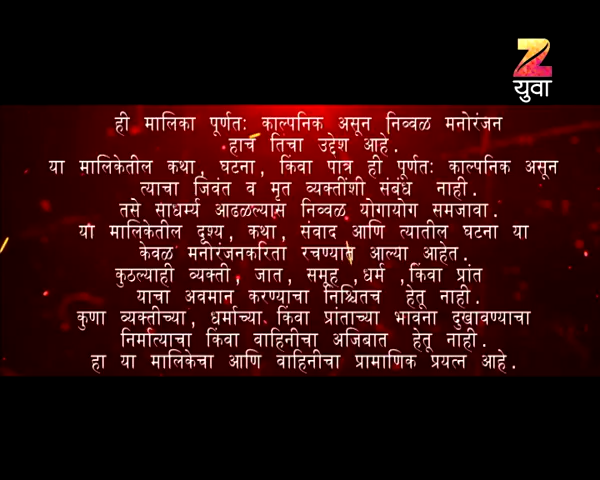 युवा
ही मालिका पूर्णतः काल्पनिक असून निव्वळ मनोरंजन
हाच तिचा उद्देश आहे.
या मालिकेतील कथा, घटना, किंवा पात्र ही पूर्णतः काल्पनिक असून
त्याचा जिवंत व मृत व्यक्तींशी संबंध नाही.
तसे साधर्म्य आढळल्यास निव्वळ योगायोग समजावा.
या मालिकेतील दृश्य, कथा, संवाद आणि त्यातील घटना या
केवळ मनोरंजनकरिता रचण्यात आल्या आहेत.
कुठल्याही व्यक्ती, जात, समूह ,धर्म ,किंवा प्रांत
याचा अवमान करण्याचा निश्चितच हेतू नाही.
कुणा व्यक्तीच्या, धर्माच्या किंवा प्रांताच्या भावना दुखावण्याचा
निर्मात्याचा किंवा वाहिनीचा अजिबात हेतू नाही.
हा या मालिकेचा आणि वाहिनीचा प्रामाणिक प्रयत्न आहे.